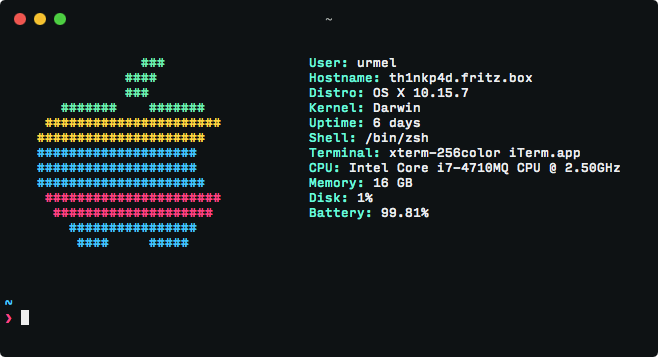 ~
###
####
###
#######    #######
######################
#####################
####################
####################
#####################
######################
####################
################
####     #####
User: urmel
Hostname: th1nkp4d.fritz.box
Distro: OS X 10.15.7
Kernel: Darwin
Uptime: 6 days
Shell: /bin/zsh
Terminal: xterm-256color iTerm.app
CPU: Intel Core i7-4710MQ CPU @ 2.50GHz
Memory: 16 GB
Disk: 1%
Battery: 99.81%
~
❯